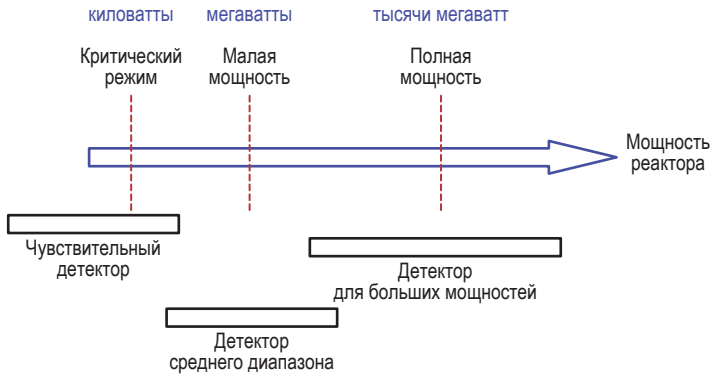 киловатты
мегаватты
тысячи мегаватт
Критический
режим
Малая
мощность
Полная
мощность
Мощность
реактора
Чувствительный
детектор
Детектор
для больших мощностей
Детектор
среднего диапазона